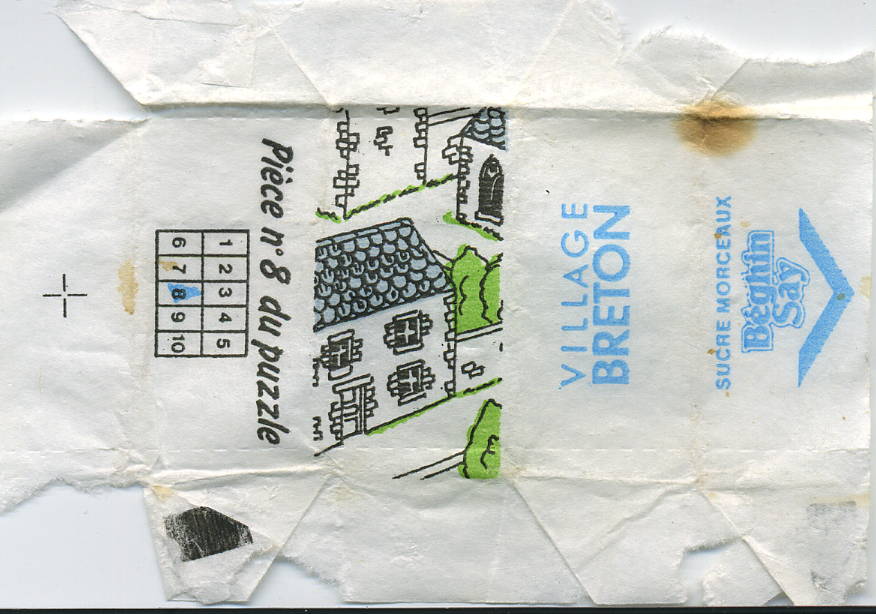 SUCRE MORCEAUX
Béghin
Say
VILLAGE
BRETON
Pièce n° 8 du puzzle
1 2 3 4 5
6 7 8 9 10